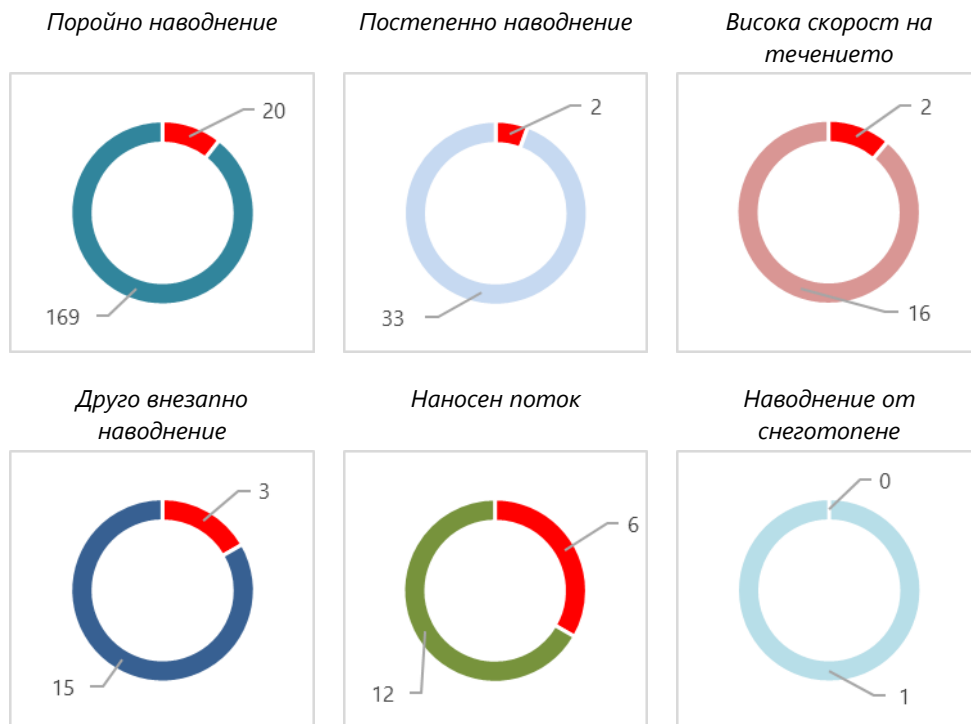 Поройно наводнение
Постепенно наводнение
Висока скорост на
течението
20
169
2
33
2
16
Друго внезапно
наводнение
Наносен поток
Наводнение от
снеготопене
3
15
6
12
0
1